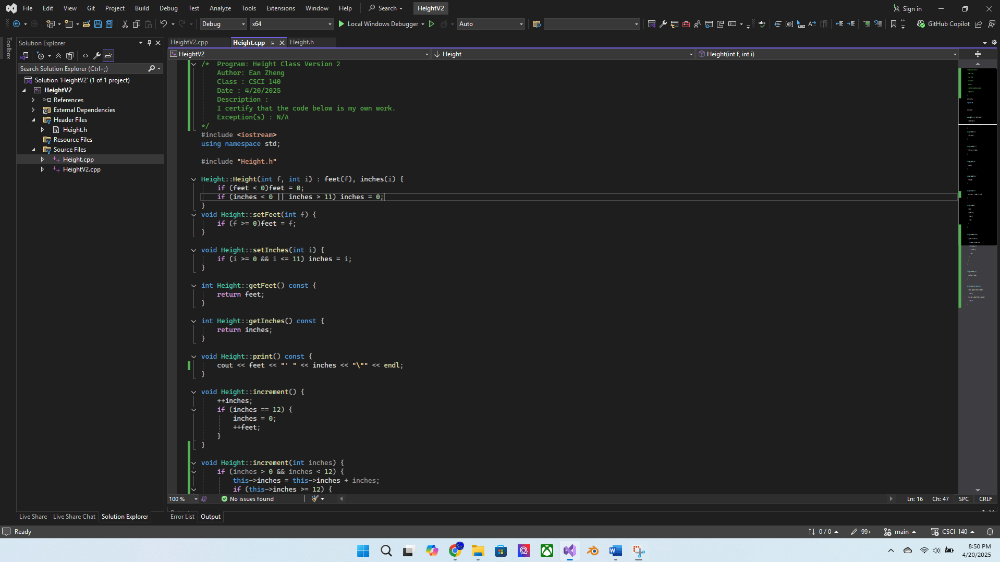 File Edit View Git Project Build Debug Test Analyze Tools Extensions Window Help Search HeightV2 Sign in
Debug x64 Local Windows Debugger Auto GitHub Copilot
Toolbox
Solution Explorer
Search Solution Explorer (Ctrl+;)
Solution 'HeightV2' (1 of 1 project)
HeightV2
References
External Dependencies
Header Files
Height.h
Resource Files
Source Files
Height.cpp
HeightV2.cpp
HeightV2.cpp Height.cpp Height.h
HeightV2 Height Height(int f, int i)
/* Program: Height Class Version 2
Author: Ean Zheng
Class : CSCI 140
Date : 4/20/2025
Description :
I certify that the code below is my own work.
Exception(s) : N/A
*/
#include <iostream>
using namespace std;
#include "Height.h"
Height::Height(int f, int i) : feet(f), inches(i) {
if (feet < 0)feet = 0;
if (inches < 0 || inches > 11) inches = 0;
}
void Height::setFeet(int f) {
if (f >= 0)feet = f;
}
void Height::setInches(int i) {
if (i >= 0 && i <= 11) inches = i;
}
int Height::getFeet() const {
return feet;
}
int Height::getInches() const {
return inches;
}
void Height::print() const {
cout << feet << "' " << inches << "\"" << endl;
}
void Height::increment() {
++inches;
if (inches == 12) {
inches = 0;
++feet;
}
}
void Height::increment(int inches) {
if (inches > 0 && inches < 12) {
this->inches = this->inches + inches;
if (this->inches >= 12) {
100 % No issues found Ln: 16 Ch: 47 SPC CRLF
Live Share Live Share Chat Solution Explorer Error List Output
Ready 0 / 0 99+ main CSCI-140
8:50 PM
4/20/2025